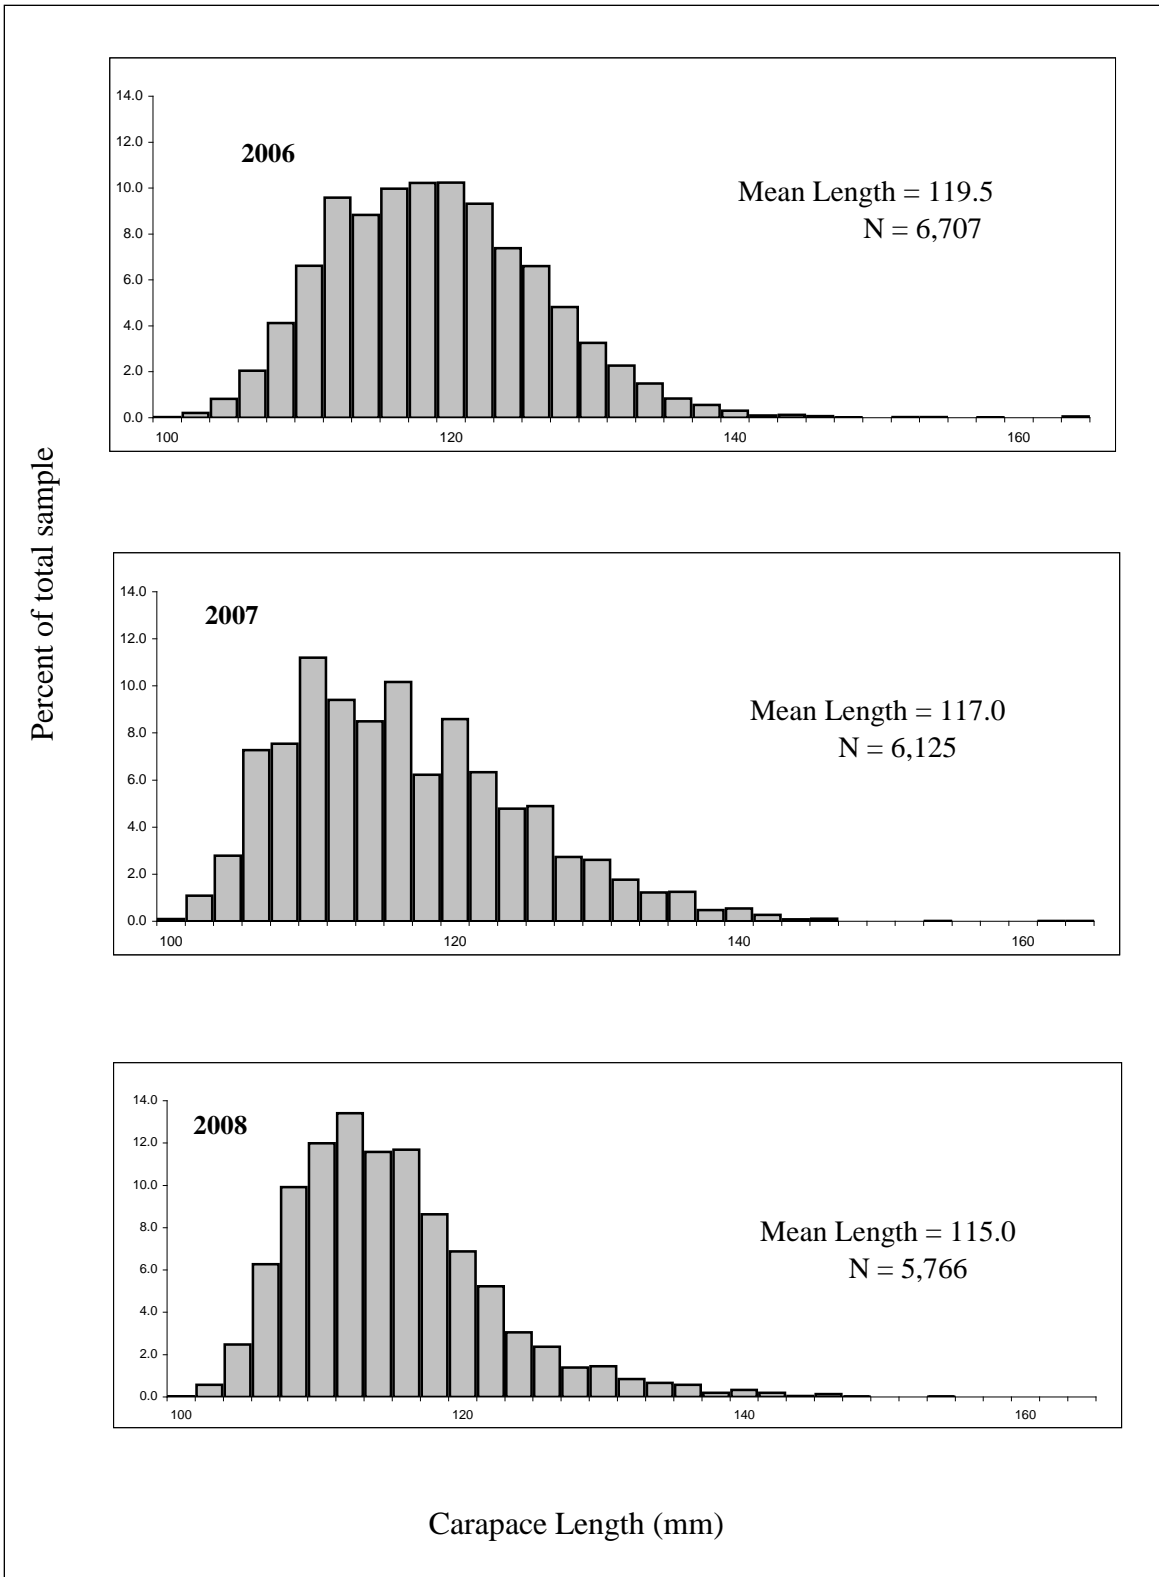 Percent of total sample
14.0
12.0
10.0
8.0
6.0
4.0
2.0
0.0
2006
Mean Length = 119.5
N = 6,707
100 120 140 160
14.0
12.0
10.0
8.0
6.0
4.0
2.0
0.0
2007
Mean Length = 117.0
N = 6,125
100 120 140 160
14.0
12.0
10.0
8.0
6.0
4.0
2.0
0.0
2008
Mean Length = 115.0
N = 5,766
100 120 140 160
Carapace Length (mm)